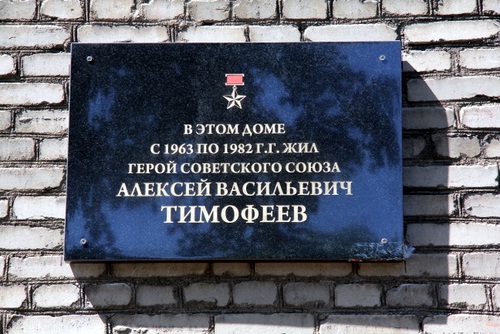 В ЭТОМ ДОМЕ
С 1963 ПО 1982 Г.Г. ЖИЛ
ГЕРОЙ СОВЕТСКОГО СОЮЗА
АЛЕКСЕЙ ВАСИЛЬЕВИЧ
ТИМОФЕЕВ